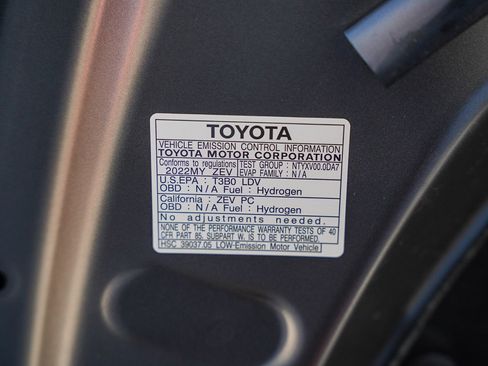 TOYOTA
VEHICLE EMISSION CONTROL INFORMATION
TOYOTA MOTOR CORPORATION
Conforms to regulations TEST GROUP : NTYXV00.0DA7
2022MY ZEV EVAP FAMILY : N/A
U.S.EPA : T3B0 LDV
OBD : N/A Fuel : Hydrogen
California : ZEV PC
OBD : N/A Fuel : Hydrogen
No adjustments needed.
NONE OF THE PERFORMANCE WARRANTY TESTS OF 40
CFR PART 85, SUBPART W, IS TO BE PERFORMED.
HSC 39037.05 LOW-Emission Motor Vehicle